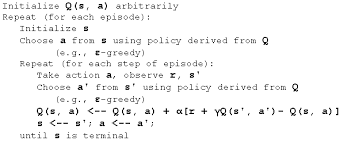 Initialize Q(s, a) arbitrarily
Repeat (for each episode):
Initialize s
Choose a from s using policy derived from Q
(e.g., ε-greedy)
Repeat (for each step of episode):
Take action a, observe r, s'
Choose a' from s' using policy derived from Q
(e.g., ε-greedy)
Q(s, a) <-- Q(s, a) + α[r + γQ(s', a')- Q(s, a)]
s <-- s'; a <-- a';
until s is terminal